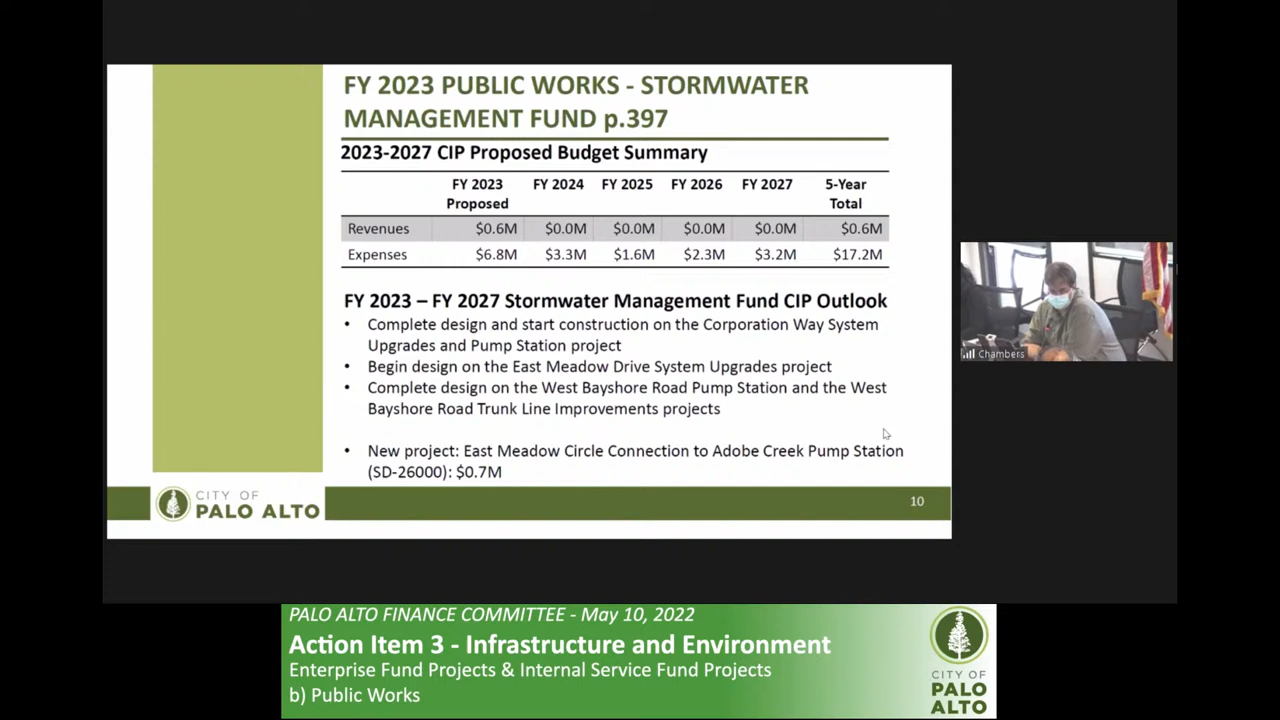 FY 2023 PUBLIC WORKS - STORMWATER
MANAGEMENT FUND p.397
2023-2027 CIP Proposed Budget Summary
FY 2023 Proposed FY 2024 FY 2025 FY 2026 FY 2027 5-Year Total
Revenues $0.6M $0.0M $0.0M $0.0M $0.0M $0.6M
Expenses $6.8M $3.3M $1.6M $2.3M $3.2M $17.2M
FY 2023 – FY 2027 Stormwater Management Fund CIP Outlook
• Complete design and start construction on the Corporation Way System
Upgrades and Pump Station project
• Begin design on the East Meadow Drive System Upgrades project
• Complete design on the West Bayshore Road Pump Station and the West
Bayshore Road Trunk Line Improvements projects
• New project: East Meadow Circle Connection to Adobe Creek Pump Station
(SD-26000): $0.7M
CITY OF
PALO ALTO
10
Chambers
PALO ALTO FINANCE COMMITTEE - May 10, 2022
Action Item 3 - Infrastructure and Environment
Enterprise Fund Projects & Internal Service Fund Projects
b) Public Works
CITY OF
PALO
ALTO